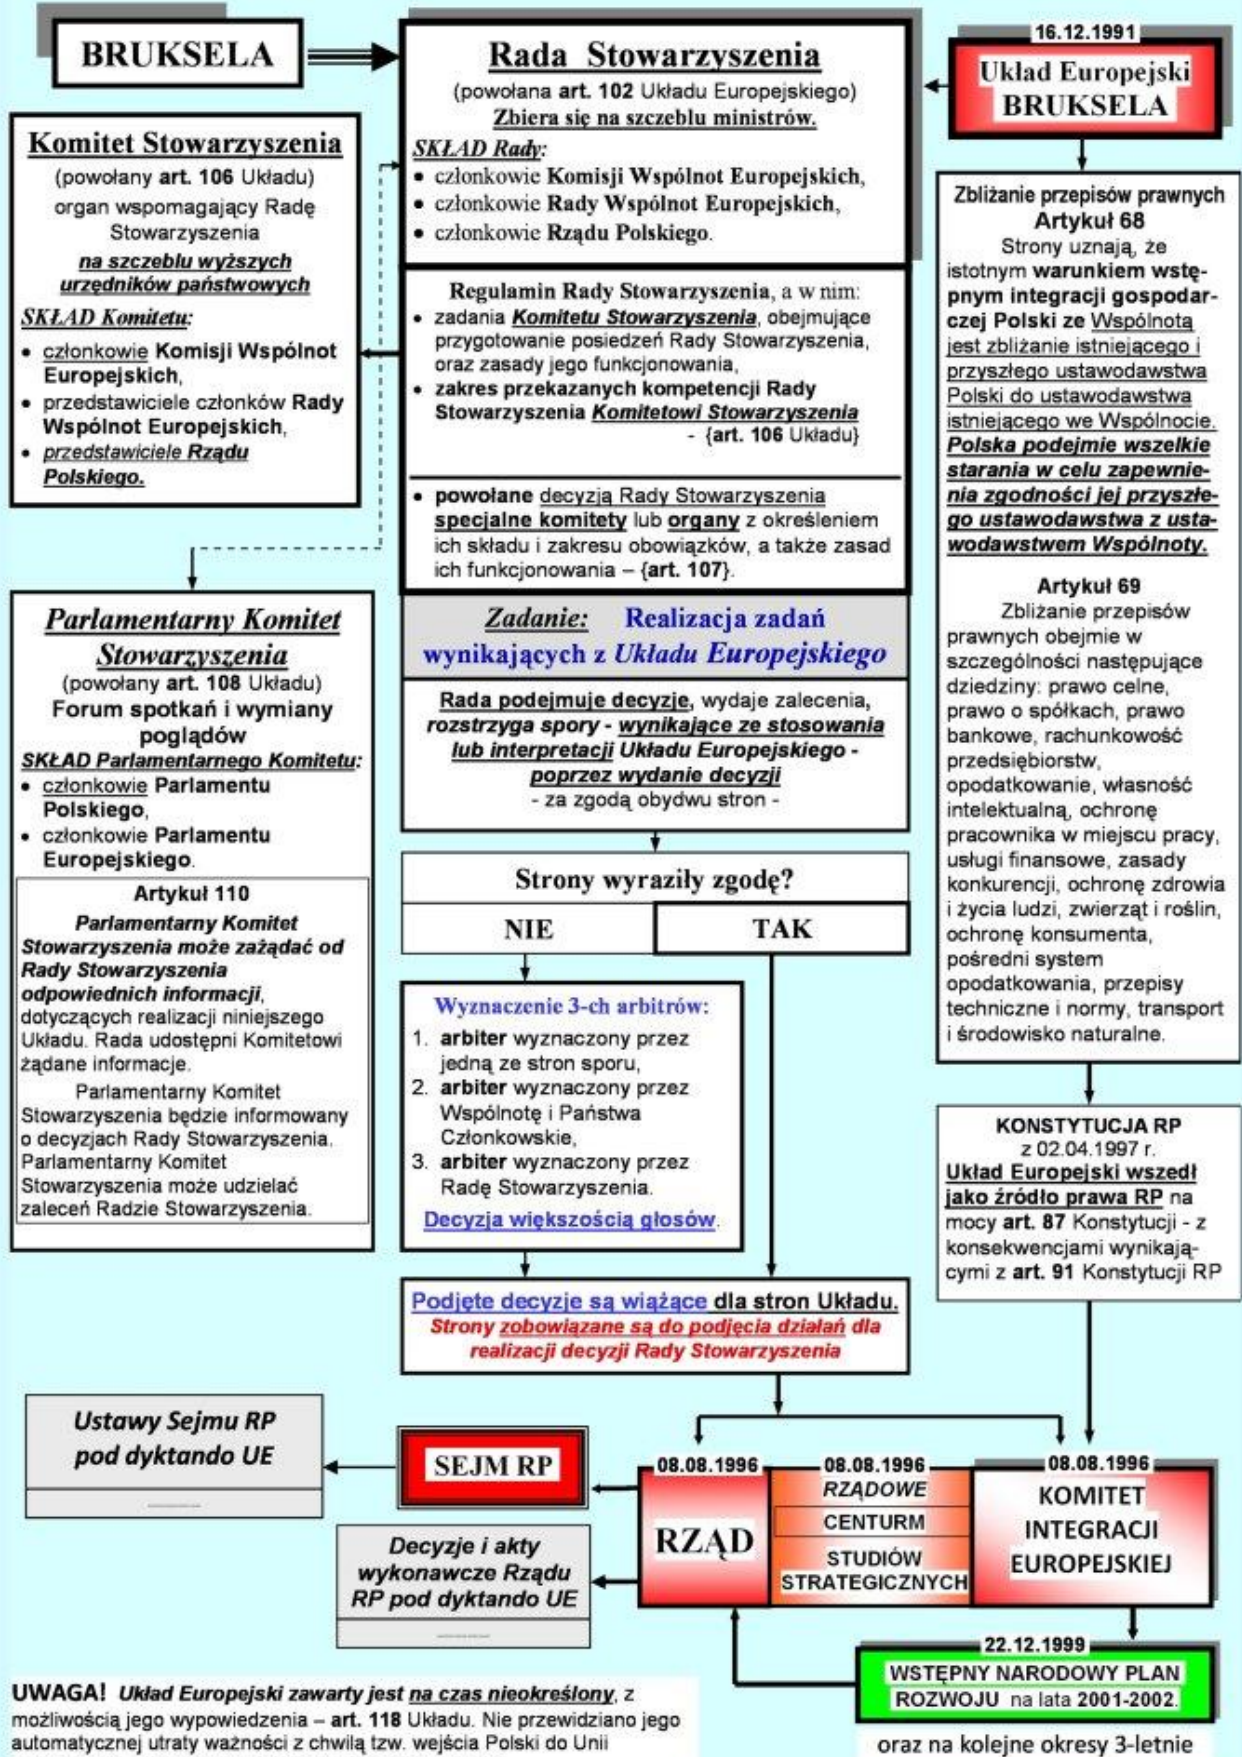 BRUKSELA
Rada Stowarzyszenia
(powołana art. 102 Układu Europejskiego)
Zbiera się na szczeblu ministrów.
SKŁAD Rady:
• członkowie Komisji Wspólnot Europejskich,
• członkowie Rady Wspólnot Europejskich,
• członkowie Rządu Polskiego.
16.12.1991
Układ Europejski
BRUKSELA
Komitet Stowarzyszenia
(powołany art. 106 Układu)
organ wspomagający Radę
Stowarzyszenia
na szczeblu wyższych
urzędników państwowych
SKŁAD Komitetu:
• członkowie Komisji Wspólnot
Europejskich,
• przedstawiciele członków Rady
Wspólnot Europejskich,
• przedstawiciele Rządu
Polskiego.
Regulamin Rady Stowarzyszenia, a w nim:
• zadania Komitetu Stowarzyszenia, obejmujące
przygotowanie posiedzeń Rady Stowarzyszenia,
oraz zasady jego funkcjonowania,
• zakres przekazanych kompetencji Rady
Stowarzyszenia Komitetowi Stowarzyszenia
- {art. 106 Układu}
• powołane decyzją Rady Stowarzyszenia
specjalne komitety lub organy z określeniem
ich składu i zakresu obowiązków, a także zasad
ich funkcjonowania – {art. 107}.
Zbliżanie przepisów prawnych
Artykuł 68
Strony uznają, że
istotnym warunkiem wstę-
pnym integracji gospodar-
czej Polski ze Wspólnotą
jest zbliżanie istniejącego i
przyszłego ustawodawstwa
Polski do ustawodawstwa
istniejącego we Wspólnocie.
Polska podejmie wszelkie
starania w celu zapewnie-
nia zgodności jej przyszłe-
go ustawodawstwa z usta-
wodawstwem Wspólnoty.
Artykuł 69
Zbliżanie przepisów
prawnych obejmie w
szczególności następujące
dziedziny: prawo celne,
prawo o spółkach, prawo
bankowe, rachunkowość
przedsiębiorstw,
opodatkowanie, własność
intelektualną, ochronę
pracownika w miejscu pracy,
usługi finansowe, zasady
konkurencji, ochronę zdrowia
i życia ludzi, zwierząt i roślin,
ochronę konsumenta,
pośredni system
opodatkowania, przepisy
techniczne i normy, transport
i środowisko naturalne.
Parlamentarny Komitet
Stowarzyszenia
(powołany art. 108 Układu)
Forum spotkań i wymiany
poglądów
SKŁAD Parlamentarnego Komitetu:
• członkowie Parlamentu
Polskiego,
• członkowie Parlamentu
Europejskiego.
Artykuł 110
Parlamentarny Komitet
Stowarzyszenia może zażądać od
Rady Stowarzyszenia
odpowiednich informacji,
dotyczących realizacji niniejszego
Układu. Rada udostępni Komitetowi
żądane informacje.
Parlamentarny Komitet
Stowarzyszenia będzie informowany
o decyzjach Rady Stowarzyszenia.
Parlamentarny Komitet
Stowarzyszenia może udzielać
zaleceń Radzie Stowarzyszenia.
Zadanie: Realizacja zadań
wynikających z Układu Europejskiego
Rada podejmuje decyzje, wydaje zalecenia,
rozstrzyga spory - wynikające ze stosowania
lub interpretacji Układu Europejskiego -
poprzez wydanie decyzji
- za zgodą obydwu stron -
Strony wyraziły zgodę?
NIE
TAK
Wyznaczenie 3-ch arbitrów:
1. arbiter wyznaczony przez
jedną ze stron sporu,
2. arbiter wyznaczony przez
Wspólnotę i Państwa
Członkowskie,
3. arbiter wyznaczony przez
Radę Stowarzyszenia.
Decyzja większością głosów.
KONSTYTUCJA RP
z 02.04.1997 r.
Układ Europejski wszedł
jako źródło prawa RP na
mocy art. 87 Konstytucji - z
konsekwencjami wynikają-
cymi z art. 91 Konstytucji RP
Podjęte decyzje są wiążące dla stron Układu.
Strony zobowiązane są do podjęcia działań dla
realizacji decyzji Rady Stowarzyszenia
Ustawy Sejmu RP
pod dyktando UE
SEJM RP
08.08.1996
RZĄD
08.08.1996
RZĄDOWE
CENTURM
STUDIÓW
STRATEGICZNYCH
08.08.1996
KOMITET
INTEGRACJI
EUROPEJSKIEJ
Decyzje i akty
wykonawcze Rządu
RP pod dyktando UE
22.12.1999
WSTĘPNY NARODOWY PLAN
ROZWOJU na lata 2001-2002.
oraz na kolejne okresy 3-letnie
UWAGA! Układ Europejski zawarty jest na czas nieokreślony, z
możliwością jego wypowiedzenia – art. 118 Układu. Nie przewidziano jego
automatycznej utraty ważności z chwilą tzw. wejścia Polski do Unii